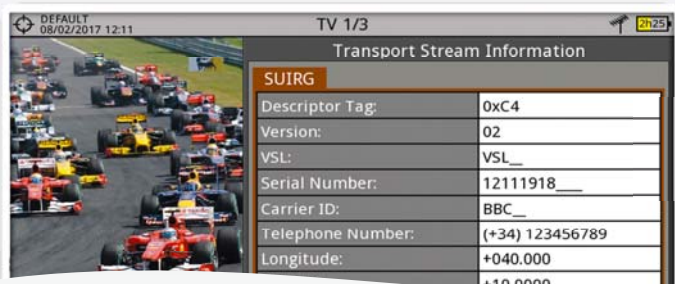 DEFAULT
08/02/2017 12:11
TV 1/3
2h25
Transport Stream Information
SUIRG
Descriptor Tag: 0xC4
Version: 02
VSL: VSL__
Serial Number: 12111918___
Carrier ID: BBC_
Telephone Number: (+34) 123456789
Longitude: +040.000